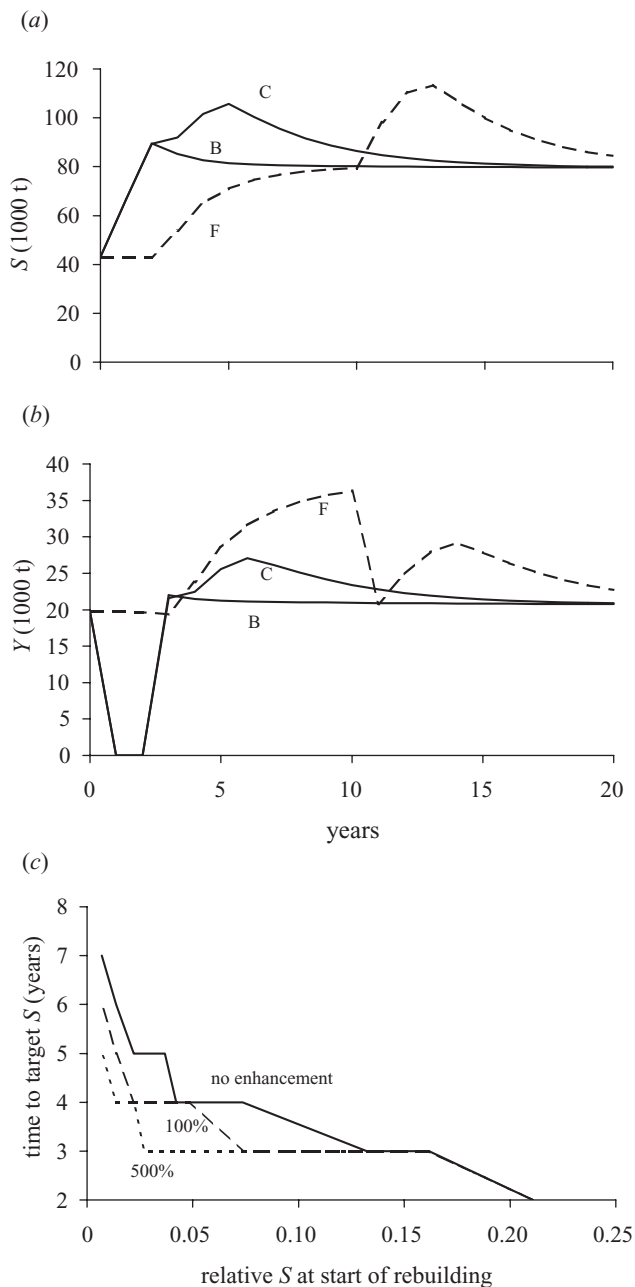 (a)
120
100
80
60
40
20
0
S (1000 t)
C
B
F
(b)
40
35
30
25
20
15
10
5
0
Y (1000 t)
F
C
B
0 5 10 15 20
years
(c)
8
7
6
5
4
3
2
time to target S (years)
no enhancement
100%
500%
0 0.05 0.10 0.15 0.20 0.25
relative S at start of rebuilding